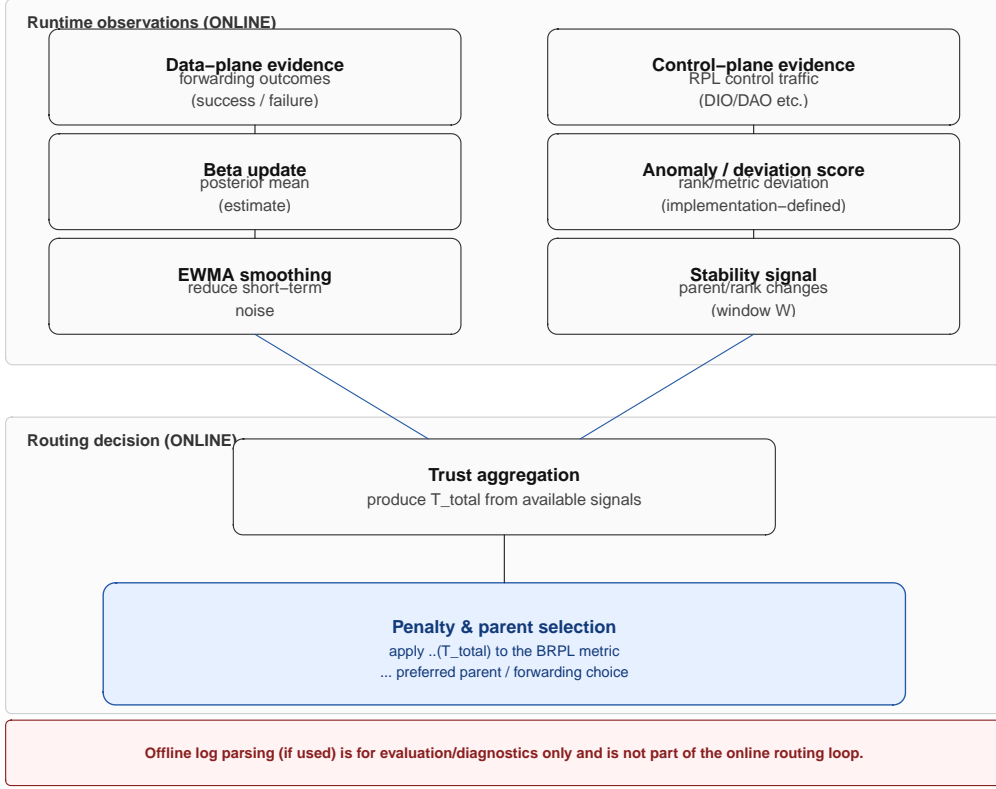 Runtime observations (ONLINE)
Data–plane evidence
forwarding outcomes
(success / failure)
Control–plane evidence
RPL control traffic
(DIO/DAO etc.)
Beta update
posterior mean
(estimate)
Anomaly / deviation score
rank/metric deviation
(implementation–defined)
EWMA smoothing
reduce short–term
noise
Stability signal
parent/rank changes
(window W)
Routing decision (ONLINE)
Trust aggregation
produce T_total from available signals
Penalty & parent selection
apply ..(T_total) to the BRPL metric
... preferred parent / forwarding choice
Offline log parsing (if used) is for evaluation/diagnostics only and is not part of the online routing loop.